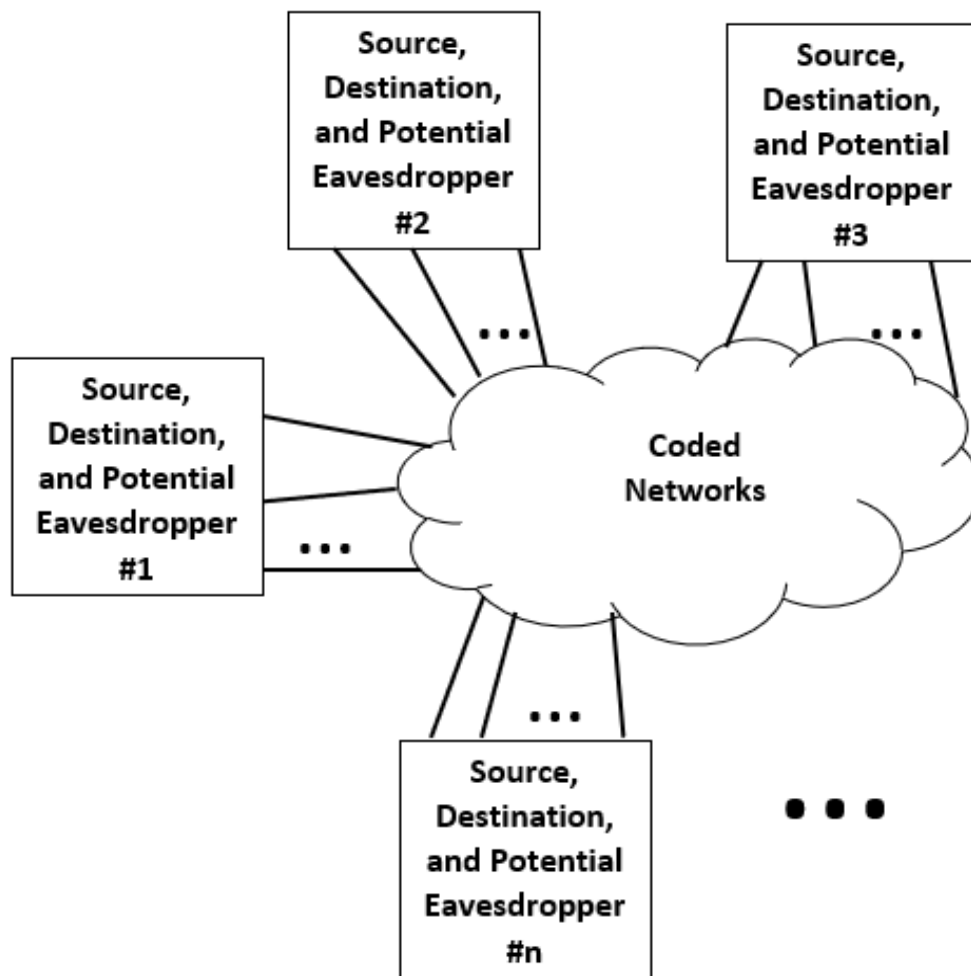 Source,
Destination,
and Potential
Eavesdropper
#2
Source,
Destination,
and Potential
Eavesdropper
#3
...
...
Source,
Destination,
and Potential
Eavesdropper
#1
...
Coded
Networks
...
Source,
Destination,
and Potential
Eavesdropper
#n
...